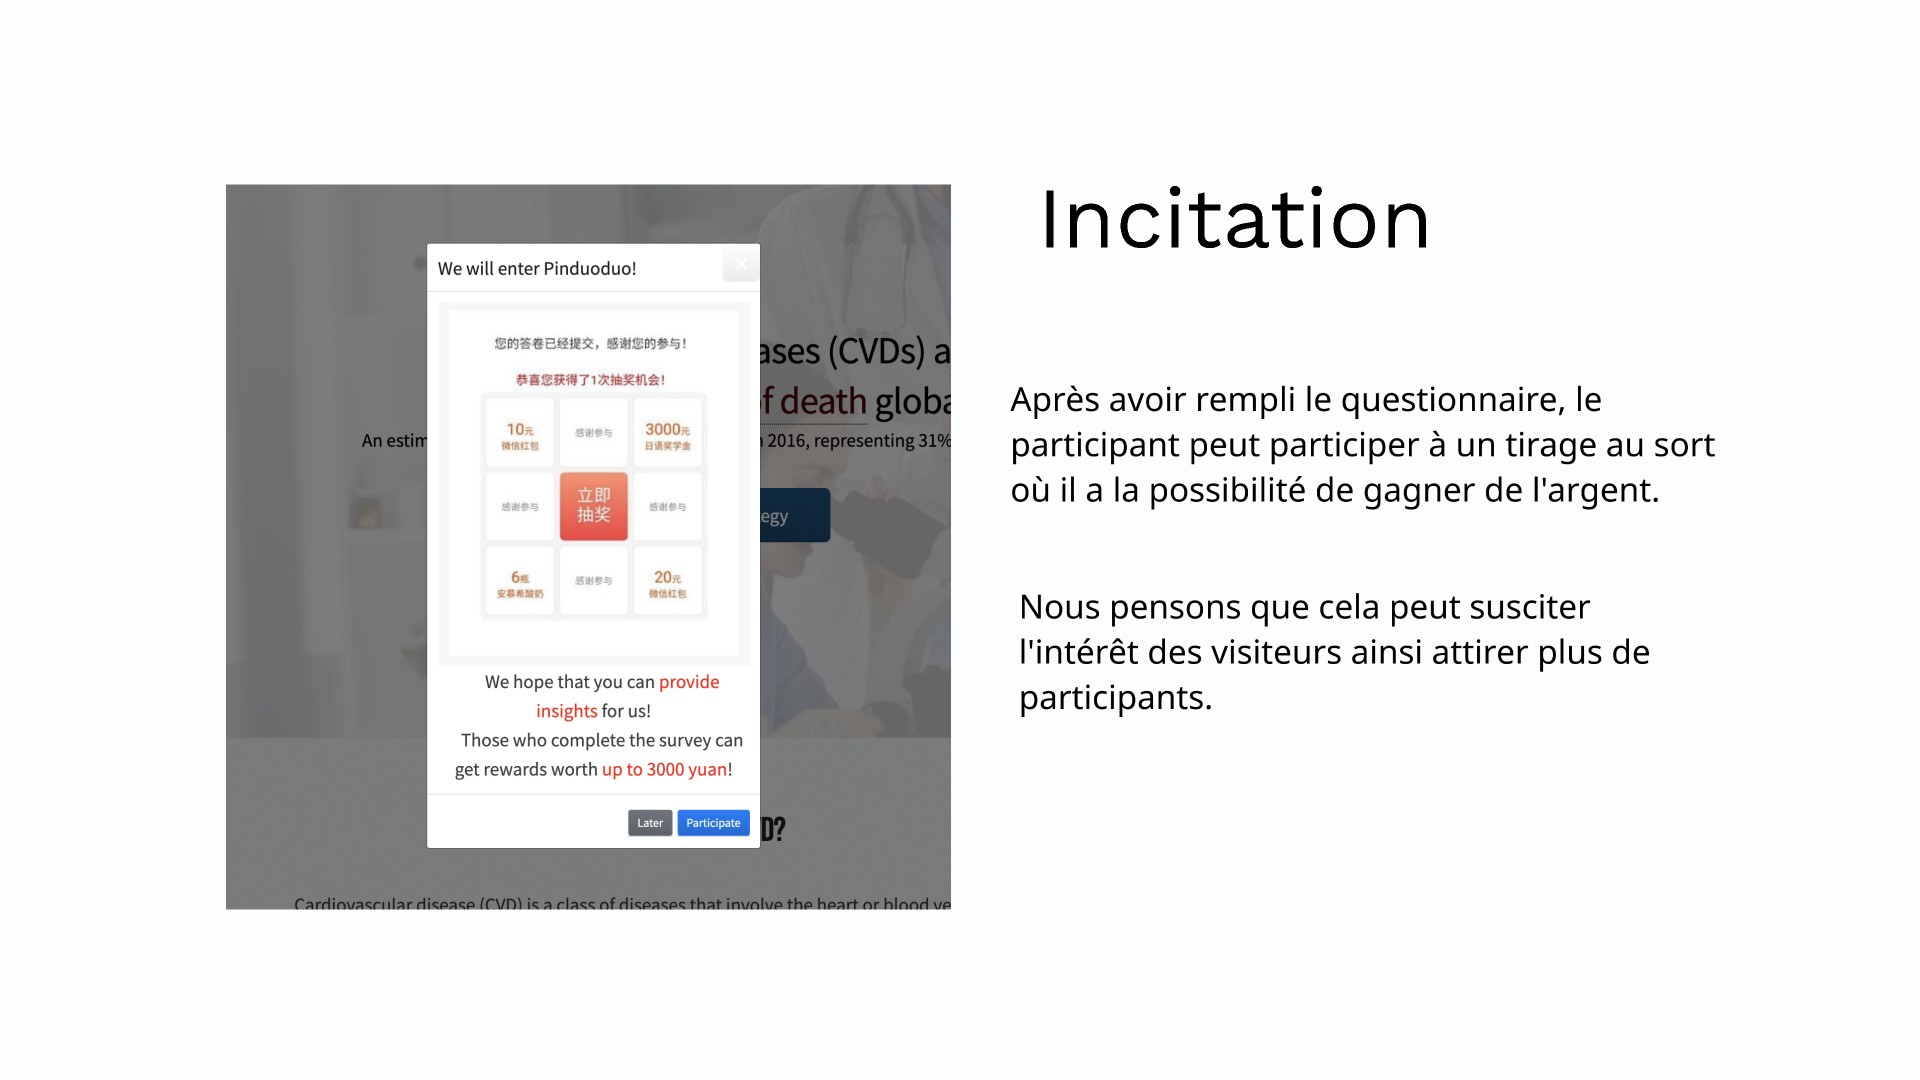 Incitation
Après avoir rempli le questionnaire, le
participant peut participer à un tirage au sort
où il a la possibilité de gagner de l'argent.
Nous pensons que cela peut susciter
l'intérêt des visiteurs ainsi attirer plus de
participants.
We will enter Pinduoduo!
您的答卷已经提交，感谢您的参与！
恭喜您获得了1次抽奖机会！
10元
微信红包
感谢参与
3000元
日语奖学金
感谢参与
立即
抽奖
感谢参与
6瓶
安慕希酸奶
感谢参与
20元
微信红包
We hope that you can provide
insights for us!
Those who complete the survey can
get rewards worth up to 3000 yuan!
Later
Participate
ases (CVDs) a
of death globa
An estim
n 2016, representing 31%
egy
D?
Cardiovascular disease (CVD) is a class of diseases that involve the heart or blood ve